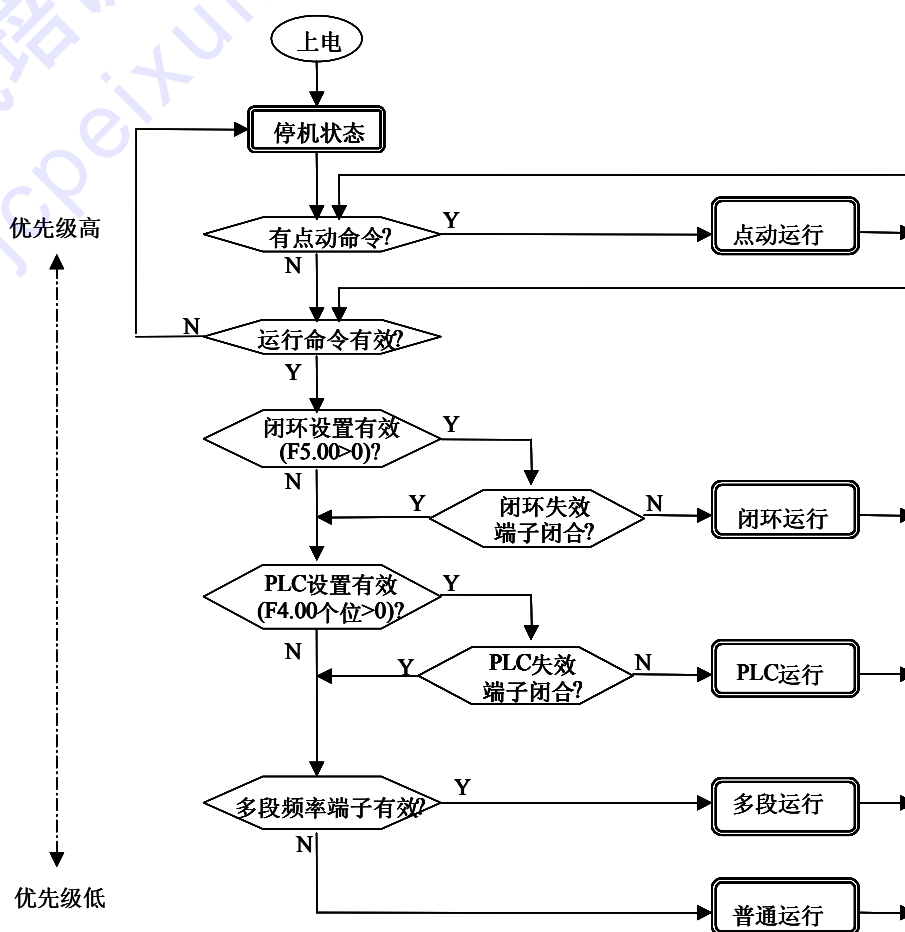 上电
停机状态
优先级高
有点动命令?
Y
点动运行
N
运行命令有效?
N
Y
闭环设置有效
(F5.00>0)?
Y
N
闭环失效
端子闭合?
Y
N
闭环运行
PLC设置有效
(F4.00个位>0)?
Y
N
PLC失效
端子闭合?
Y
N
PLC运行
多段频率端子有效?
Y
多段运行
N
优先级低
普通运行
jcpeixun